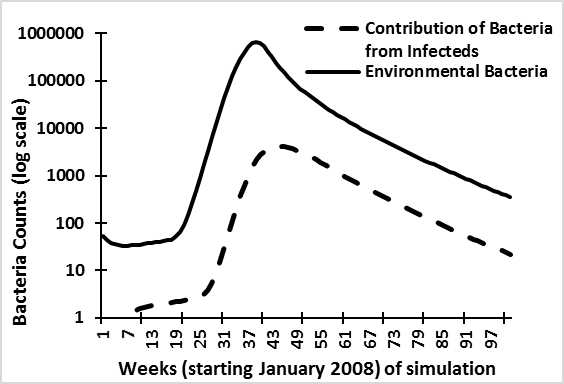 Contribution of Bacteria
from Infecteds
Environmental Bacteria
Bacteria Counts (log scale)
1000000
100000
10000
1000
100
10
1
1 7 13 19 25 31 37 43 49 55 61 67 73 79 85 91 97
Weeks (starting January 2008) of simulation